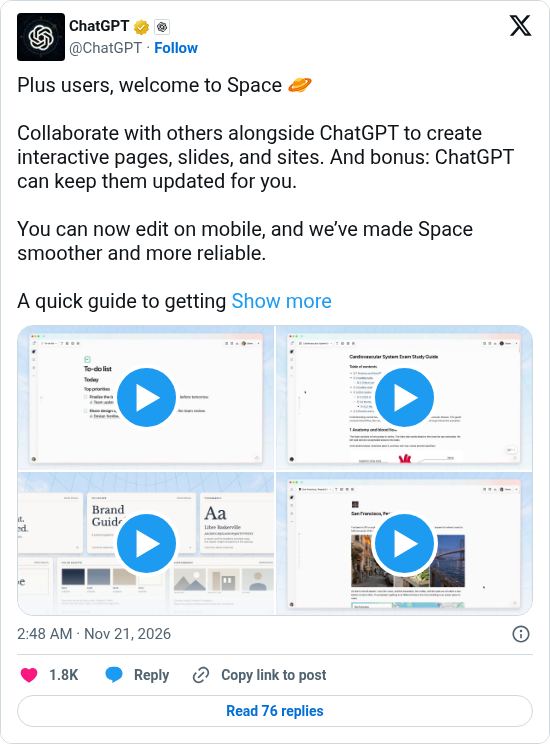 ChatGPT
@ChatGPT · Follow
Plus users, welcome to Space 🪐
Collaborate with others alongside ChatGPT to create
interactive pages, slides, and sites. And bonus: ChatGPT
can keep them updated for you.
You can now edit on mobile, and we’ve made Space
smoother and more reliable.
A quick guide to getting Show more
To-do list
Today
Top priorities
Cardiovascular System Exam Study Guide
Table of contents
Brand
Aa
Libre Baskerville
2:48 AM · Nov 21, 2026
1.8K
Reply
Copy link to post
Read 76 replies